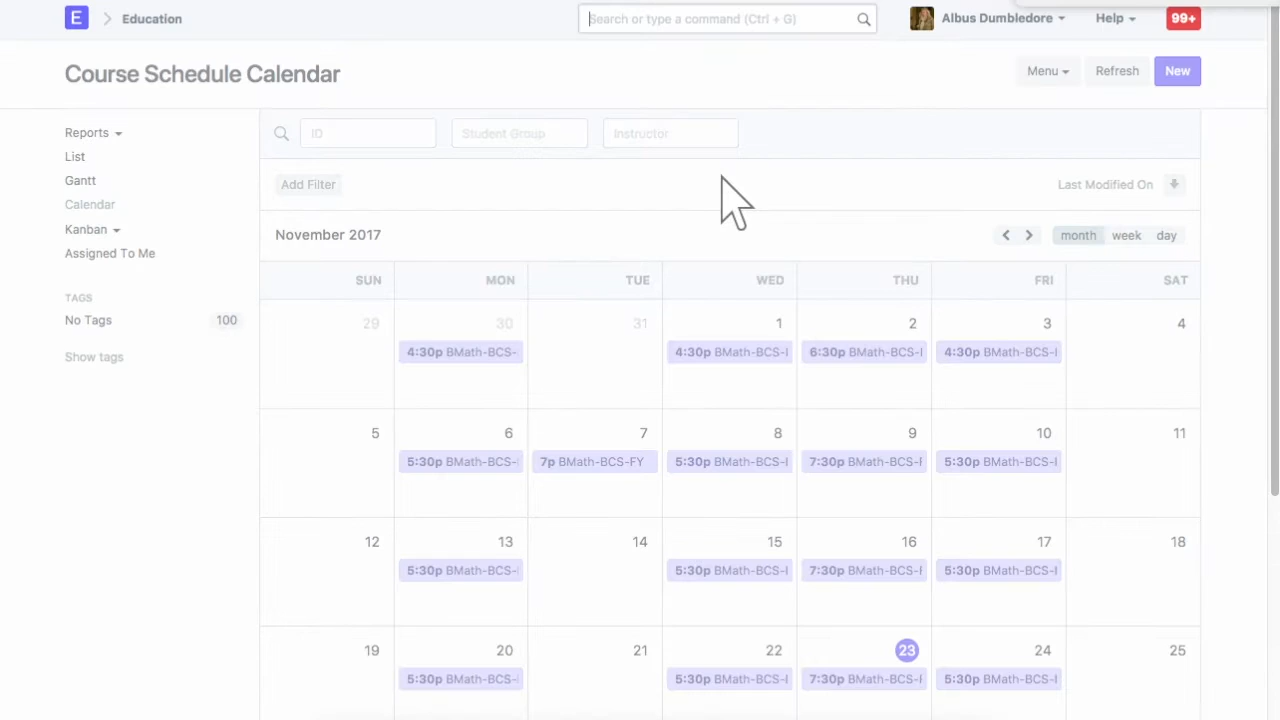 E Education Search or type a command (Ctrl + G) Albus Dumbledore Help 99+
Course Schedule Calendar Menu Refresh New
Reports ID Student Group Instructor
List
Gantt Add Filter Last Modified On
Calendar
Kanban November 2017 month week day
Assigned To Me
SUN MON TUE WED THU FRI SAT
TAGS
No Tags 100 29 30 31 1 2 3 4
4:30p BMath-BCS- 4:30p BMath-BCS- 6:30p BMath-BCS- 4:30p BMath-BCS-
Show tags
5 6 7 8 9 10 11
5:30p BMath-BCS- 7p BMath-BCS-FY 5:30p BMath-BCS- 7:30p BMath-BCS- 5:30p BMath-BCS-
12 13 14 15 16 17 18
5:30p BMath-BCS- 5:30p BMath-BCS- 7:30p BMath-BCS- 5:30p BMath-BCS-
19 20 21 22 23 24 25
5:30p BMath-BCS- 5:30p BMath-BCS- 7:30p BMath-BCS- 5:30p BMath-BCS-